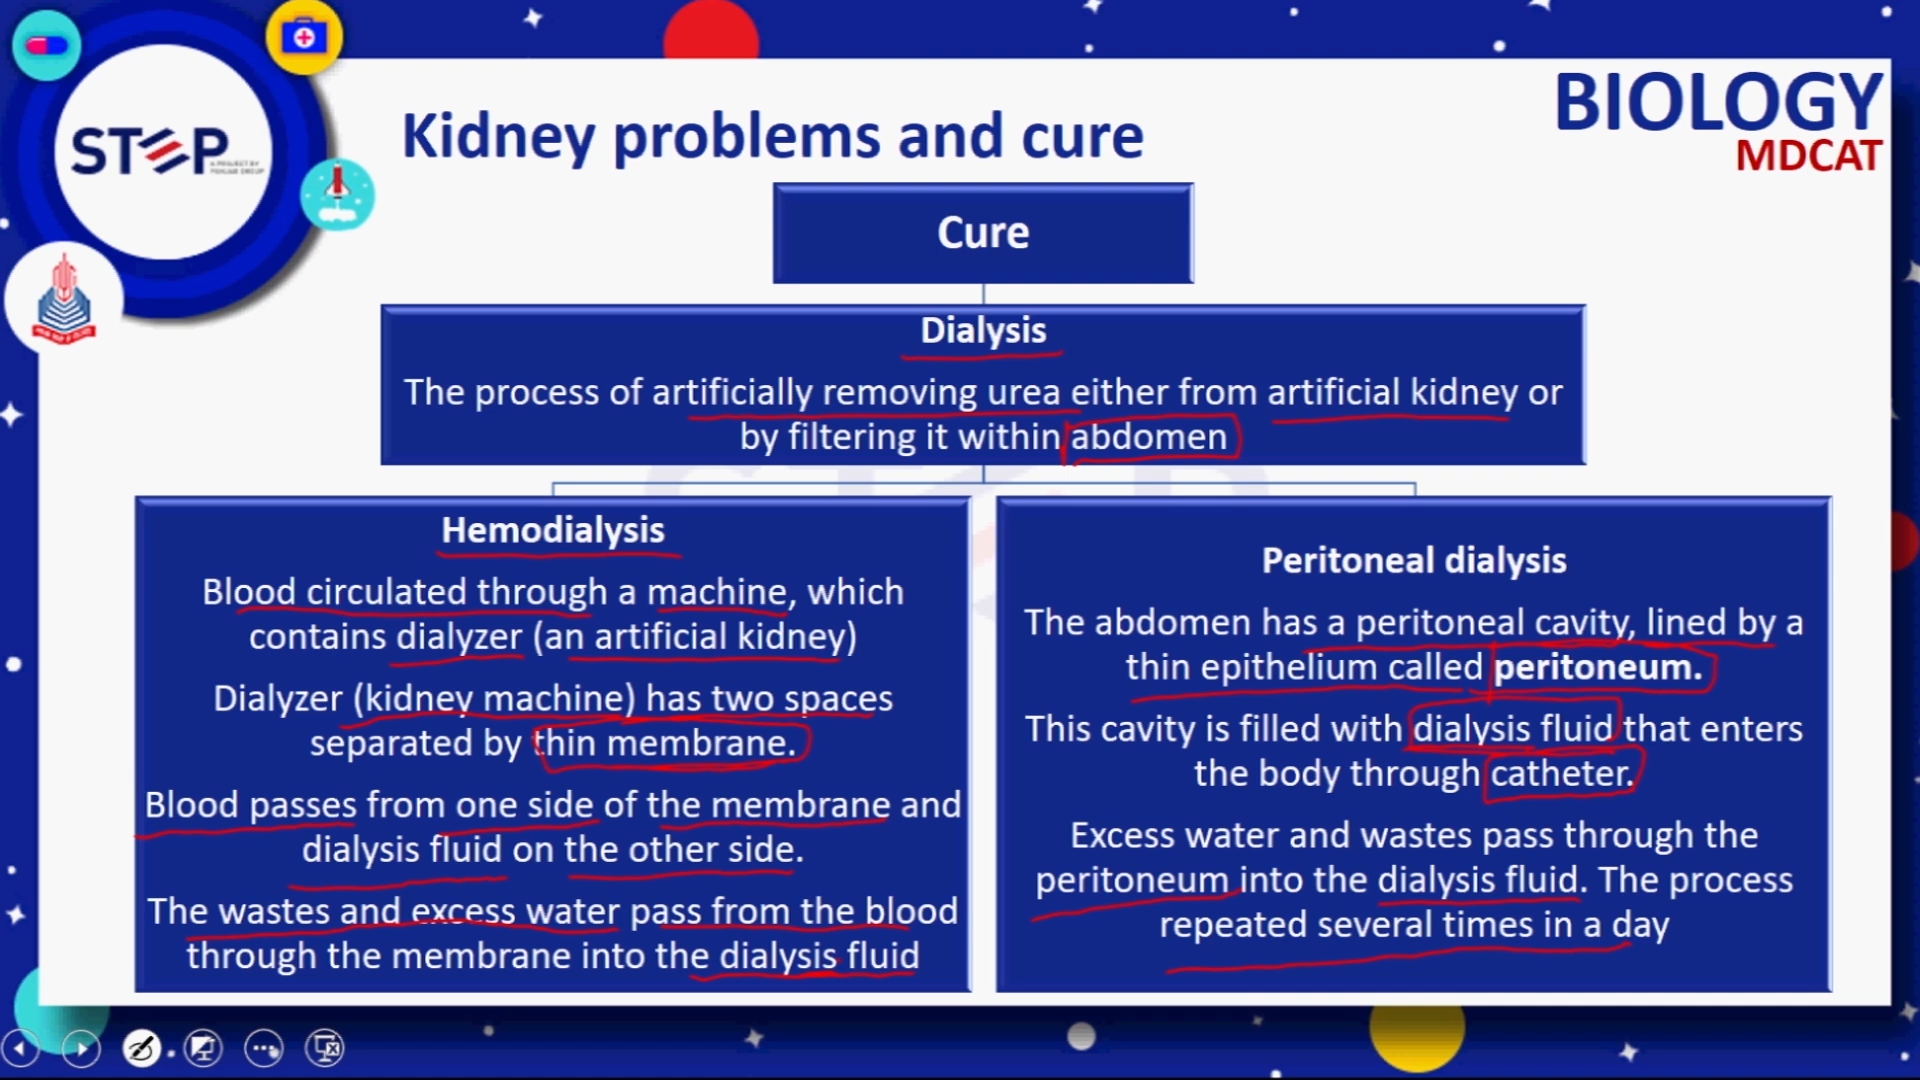 STEP
A PROJECT BY
PUNJAB GROUP
Kidney problems and cure
BIOLOGY
MDCAT
Cure
Dialysis
The process of artificially removing urea either from artificial kidney or
by filtering it within abdomen
Hemodialysis
Blood circulated through a machine, which
contains dialyzer (an artificial kidney)
Dialyzer (kidney machine) has two spaces
separated by thin membrane.
Blood passes from one side of the membrane and
dialysis fluid on the other side.
The wastes and excess water pass from the blood
through the membrane into the dialysis fluid
Peritoneal dialysis
The abdomen has a peritoneal cavity, lined by a
thin epithelium called peritoneum.
This cavity is filled with dialysis fluid that enters
the body through catheter.
Excess water and wastes pass through the
peritoneum into the dialysis fluid. The process
repeated several times in a day